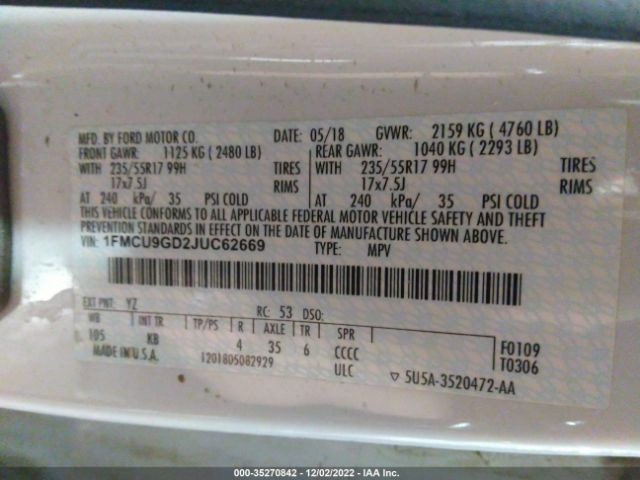 MFD. BY FORD MOTOR CO. DATE: 05/18 GVWR: 2159 KG ( 4760 LB)
FRONT GAWR: 1125 KG ( 2480 LB) REAR GAWR: 1040 KG ( 2293 LB)
WITH 235/55R17 99H TIRES WITH 235/55R17 99H TIRES
17x7.5J RIMS 17x7.5J RIMS
AT 240 kPa/ 35 PSI COLD AT 240 kPa/ 35 PSI COLD
THIS VEHICLE CONFORMS TO ALL APPLICABLE FEDERAL MOTOR VEHICLE SAFETY AND THEFT
PREVENTION STANDARDS IN EFFECT ON THE DATE OF MANUFACTURE SHOWN ABOVE.
VIN: 1FMCU9GD2JUC62669 TYPE: MPV
EXT PNT: YZ RC: 53 DSO:
WB INT TR TP/PS R AXLE TR SPR
105 KB 4 35 6 CCCC F0109
MADE IN U.S.A. 1201805082929 ULC T0306
▽ 5U5A-3520472-AA
000-35270842 - 12/02/2022 - IAA Inc.